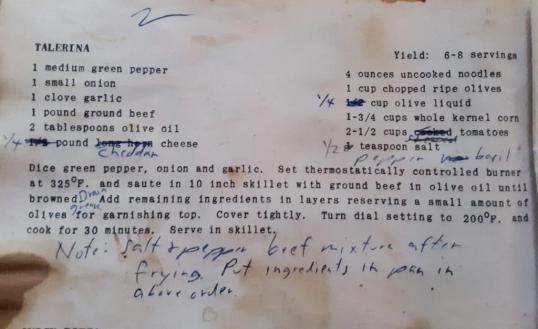 2
TALERINA
Yield: 6-8 servings
1 medium green pepper
1 small onion
1 clove garlic
1 pound ground beef
2 tablespoons olive oil
1/4 pound long horn cheese
cheddar
4 ounces uncooked noodles
1 cup chopped ripe olives
1/4 cup olive liquid
1-3/4 cups whole kernel corn
2-1/2 cups cooked tomatoes
1/2 teaspoon salt
pepper basil
Dice green pepper, onion and garlic. Set thermostatically controlled burner
at 325°F. and saute in 10 inch skillet with ground beef in olive oil until
browned. Drain grease Add remaining ingredients in layers reserving a small amount of
olives for garnishing top. Cover tightly. Turn dial setting to 200°F. and
cook for 30 minutes. Serve in skillet.
Note: Salt & pepper beef mixture after
frying. Put ingredients in pan in
above order.